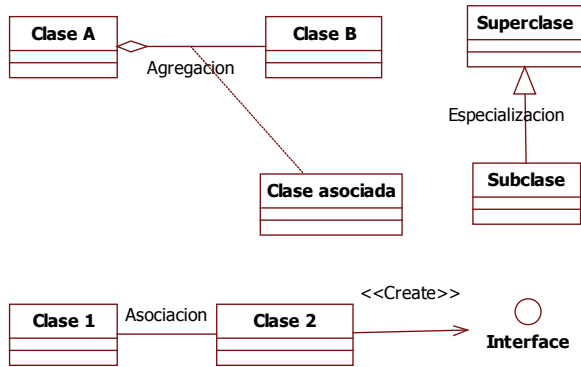 Clase A
Clase B
Superclase
Agregacion
Especializacion
Clase asociada
Subclase
<<Create>>
Clase 1
Asociacion
Clase 2
Interface